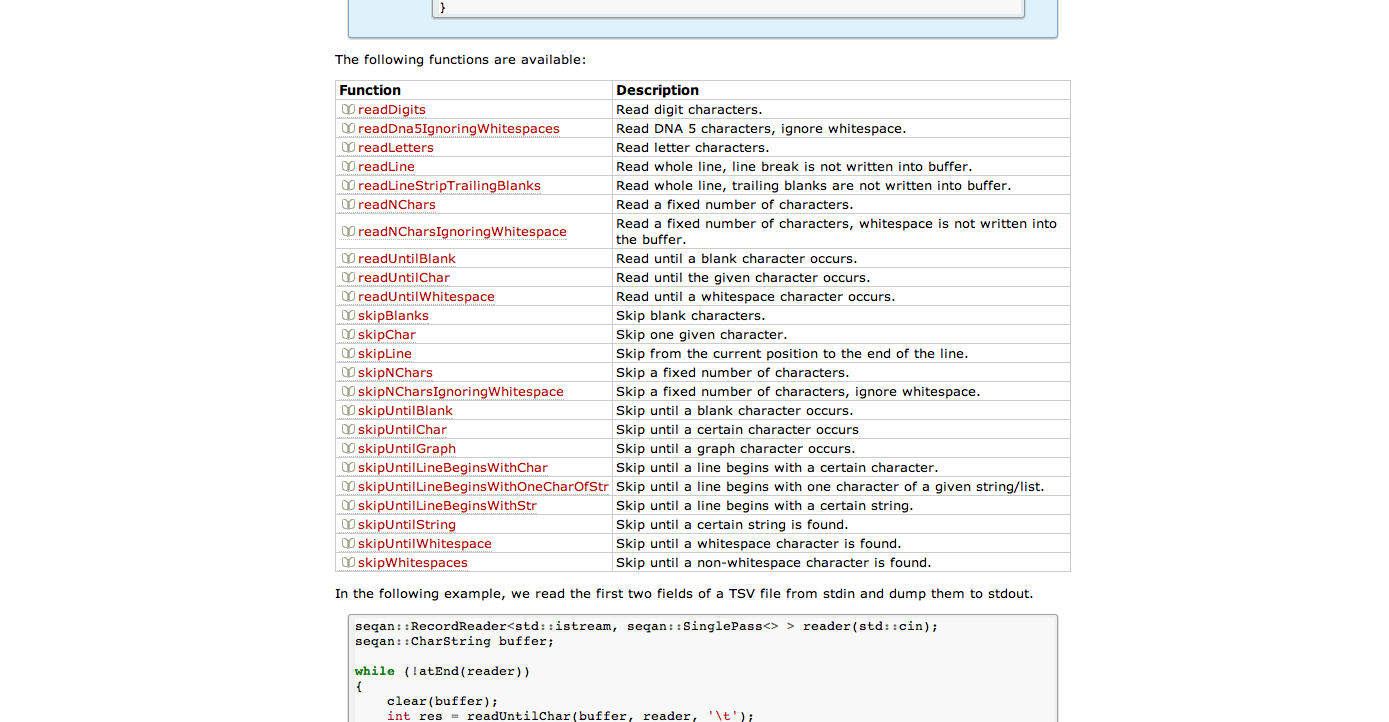 }
The following functions are available:
Function Description
readDigits Read digit characters.
readDna5IgnoringWhitespaces Read DNA 5 characters, ignore whitespace.
readLetters Read letter characters.
readLine Read whole line, line break is not written into buffer.
readLineStripTrailingBlanks Read whole line, trailing blanks are not written into buffer.
readNChars Read a fixed number of characters.
readNCharsIgnoringWhitespace Read a fixed number of characters, whitespace is not written into
the buffer.
readUntilBlank Read until a blank character occurs.
readUntilChar Read until the given character occurs.
readUntilWhitespace Read until a whitespace character occurs.
skipBlanks Skip blank characters.
skipChar Skip one given character.
skipLine Skip from the current position to the end of the line.
skipNChars Skip a fixed number of characters.
skipNCharsIgnoringWhitespace Skip a fixed number of characters, ignore whitespace.
skipUntilBlank Skip until a blank character occurs.
skipUntilChar Skip until a certain character occurs
skipUntilGraph Skip until a graph character occurs.
skipUntilLineBeginsWithChar Skip until a line begins with a certain character.
skipUntilLineBeginsWithOneCharOfStr Skip until a line begins with one character of a given string/list.
skipUntilLineBeginsWithStr Skip until a line begins with a certain string.
skipUntilString Skip until a certain string is found.
skipUntilWhitespace Skip until a whitespace character is found.
skipWhitespaces Skip until a non-whitespace character is found.
In the following example, we read the first two fields of a TSV file from stdin and dump them to stdout.
seqan::RecordReader<std::istream, seqan::SinglePass<> > reader(std::cin);
seqan::CharString buffer;
while (!atEnd(reader))
{
    clear(buffer);
    int res = readUntilChar(buffer, reader, '\t');